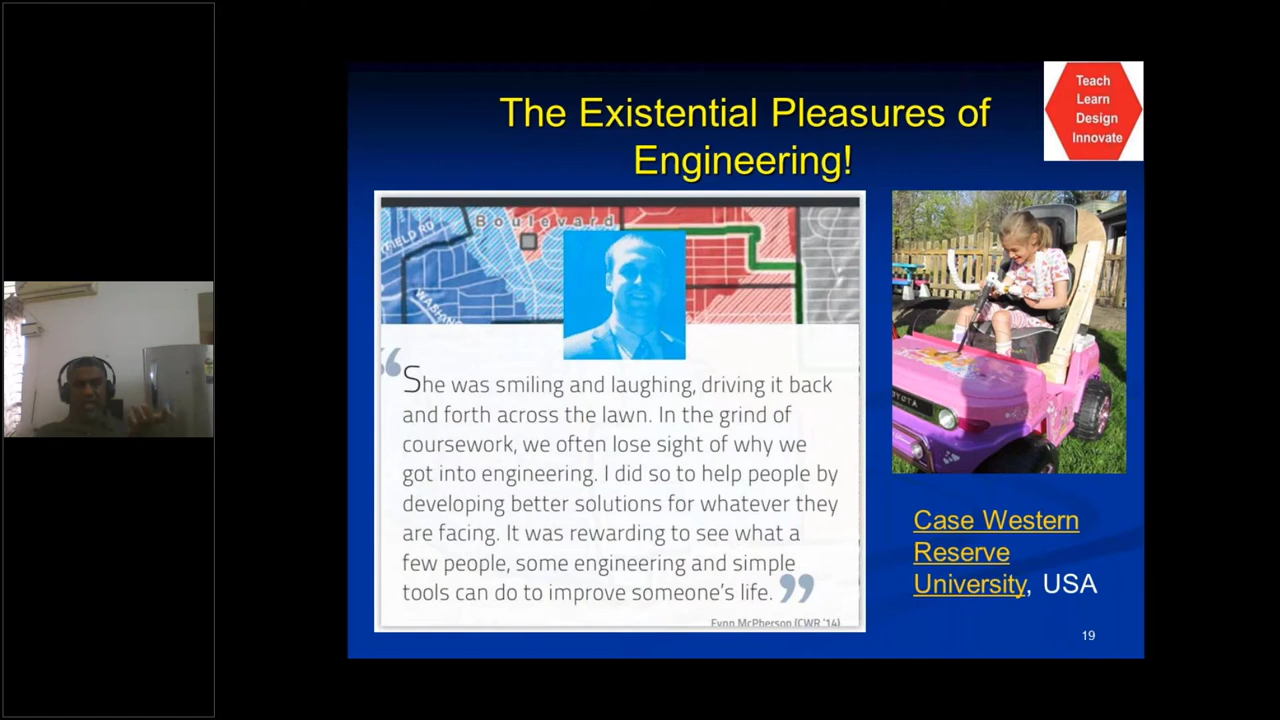 The Existential Pleasures of
Engineering!
Teach
Learn
Design
Innovate
Boulevard
FIELD RD
WASHIN
“She was smiling and laughing, driving it back
and forth across the lawn. In the grind of
coursework, we often lose sight of why we
got into engineering. I did so to help people by
developing better solutions for whatever they
are facing. It was rewarding to see what a
few people, some engineering and simple
tools can do to improve someone's life.”
McPherson (CWR '14)
OYOTA
Case Western
Reserve
University, USA
19